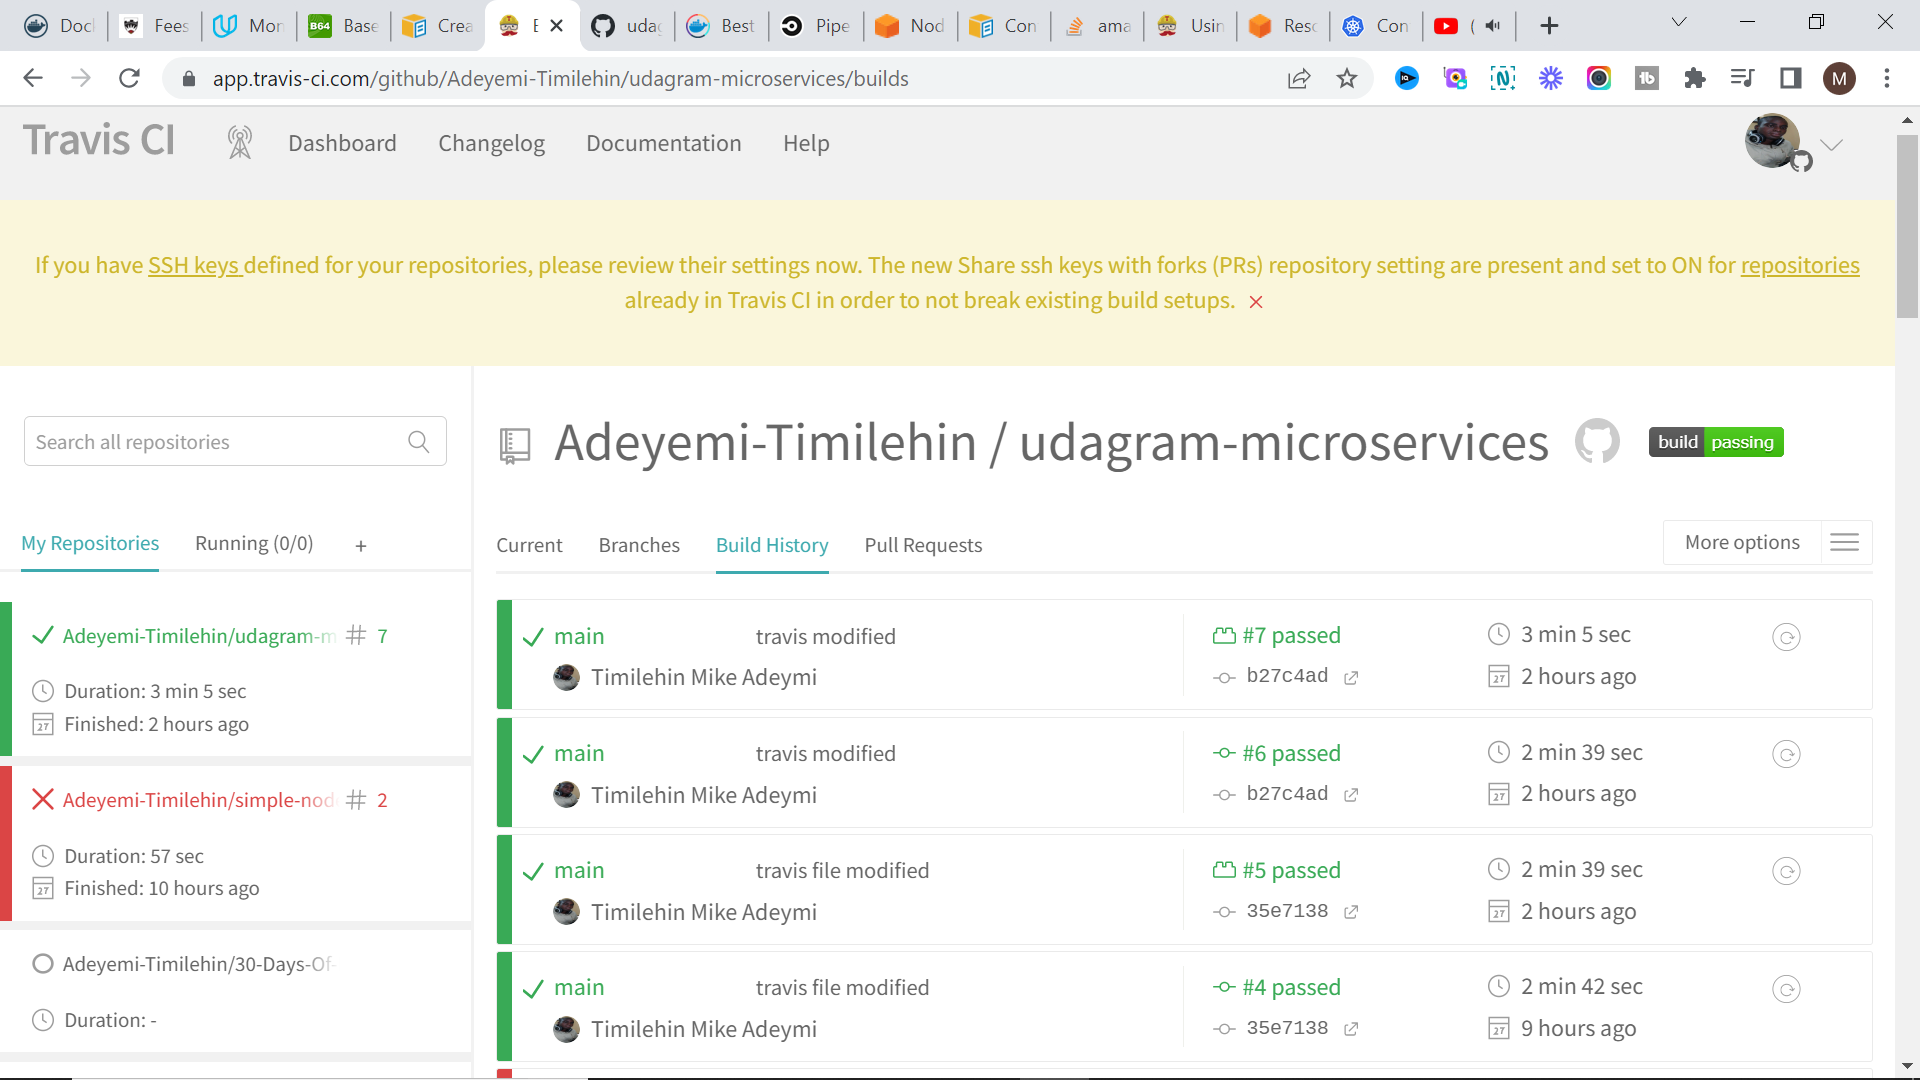 Doc
Fees
Mon
B64
Base
Crea
E
udag
Best
Pipe
Nod
Con
ama
Usin
Reso
Con
(
app.travis-ci.com/github/Adeyemi-Timilehin/udagram-microservices/builds
M
Travis CI
Dashboard
Changelog
Documentation
Help
If you have SSH keys defined for your repositories, please review their settings now. The new Share ssh keys with forks (PRs) repository setting are present and set to ON for repositories
already in Travis CI in order to not break existing build setups.
Search all repositories
My Repositories
Running (0/0)
+
Adeyemi-Timilehin/udagram-m # 7
Duration: 3 min 5 sec
Finished: 2 hours ago
Adeyemi-Timilehin/simple-node # 2
Duration: 57 sec
Finished: 10 hours ago
Adeyemi-Timilehin/30-Days-Of-
Duration: -
Adeyemi-Timilehin / udagram-microservices
build passing
Current
Branches
Build History
Pull Requests
More options
main travis modified #7 passed 3 min 5 sec
Timilehin Mike Adeymi b27c4ad 2 hours ago
main travis modified #6 passed 2 min 39 sec
Timilehin Mike Adeymi b27c4ad 2 hours ago
main travis file modified #5 passed 2 min 39 sec
Timilehin Mike Adeymi 35e7138 2 hours ago
main travis file modified #4 passed 2 min 42 sec
Timilehin Mike Adeymi 35e7138 9 hours ago